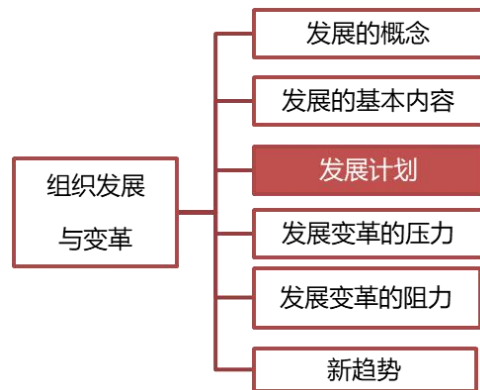 发展的概念
发展的基本内容
发展计划
组织发展
与变革
发展变革的压力
发展变革的阻力
新趋势